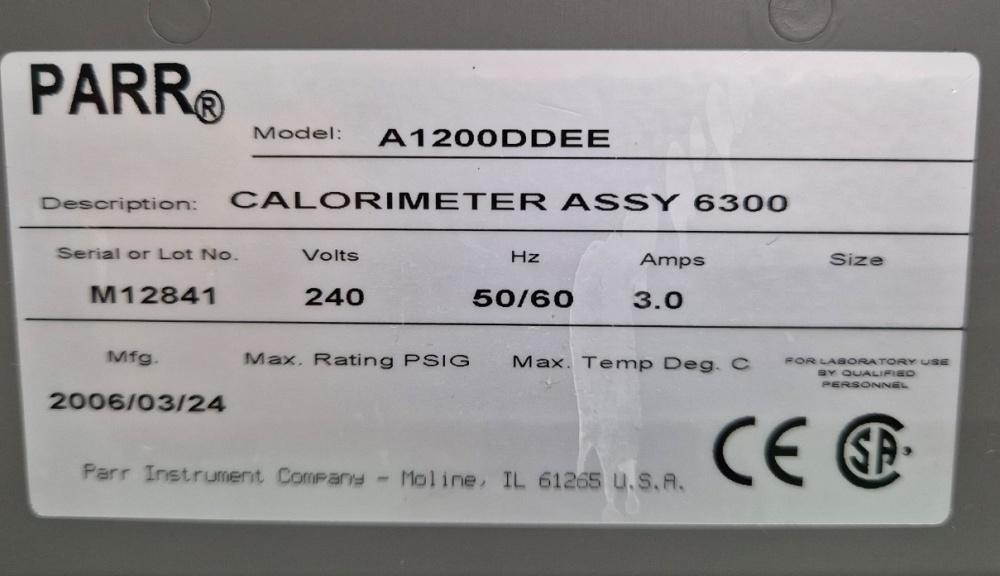 PARR®
Model: A1200DDEE
Description: CALORIMETER ASSY 6300
Serial or Lot No. Volts Hz Amps Size
M12841 240 50/60 3.0
Mfg. Max. Rating PSIG Max. Temp Deg. C FOR LABORATORY USE
BY QUALIFIED
PERSONNEL
2006/03/24
CE CSA
Parr Instrument Company - Moline, IL 61265 U.S.A.